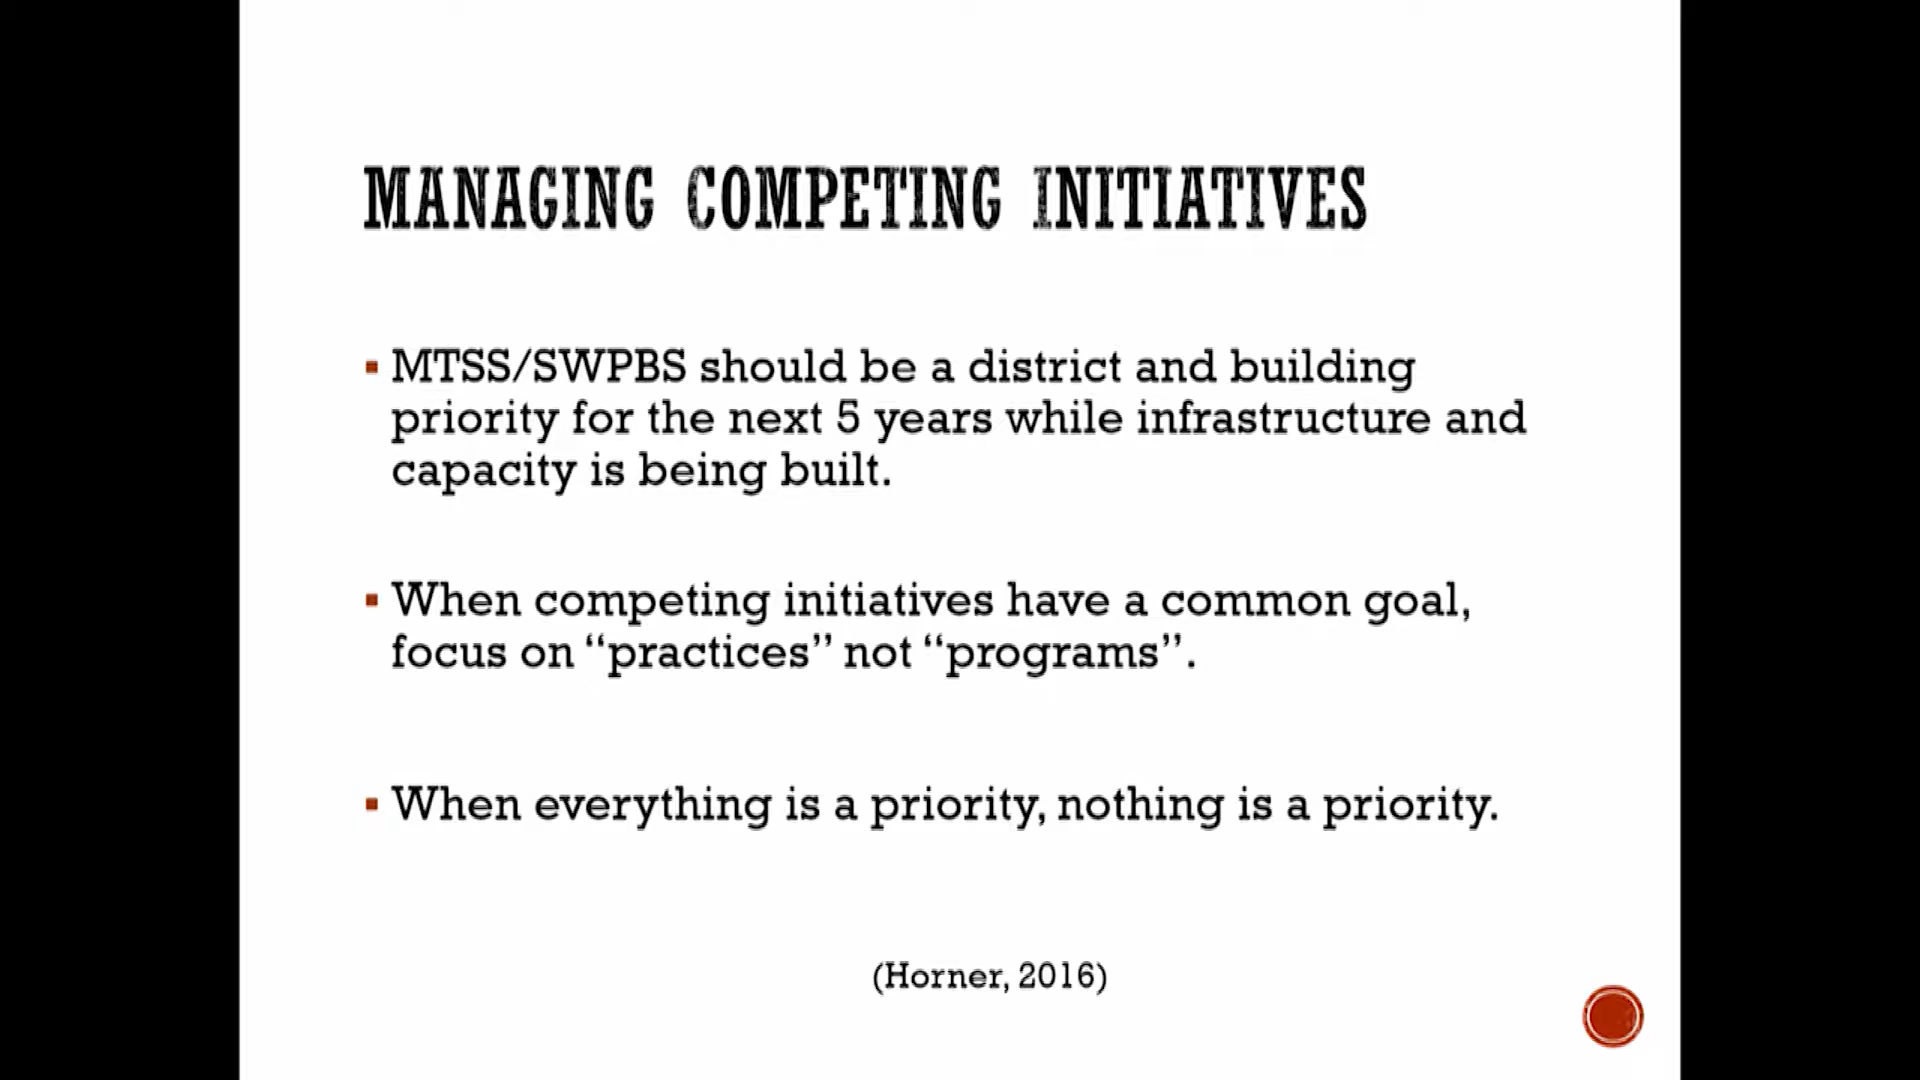 MANAGING COMPETING INITIATIVES
▪ MTSS/SWPBS should be a district and building
priority for the next 5 years while infrastructure and
capacity is being built.
▪ When competing initiatives have a common goal,
focus on “practices” not “programs”.
▪ When everything is a priority, nothing is a priority.
(Horner, 2016)